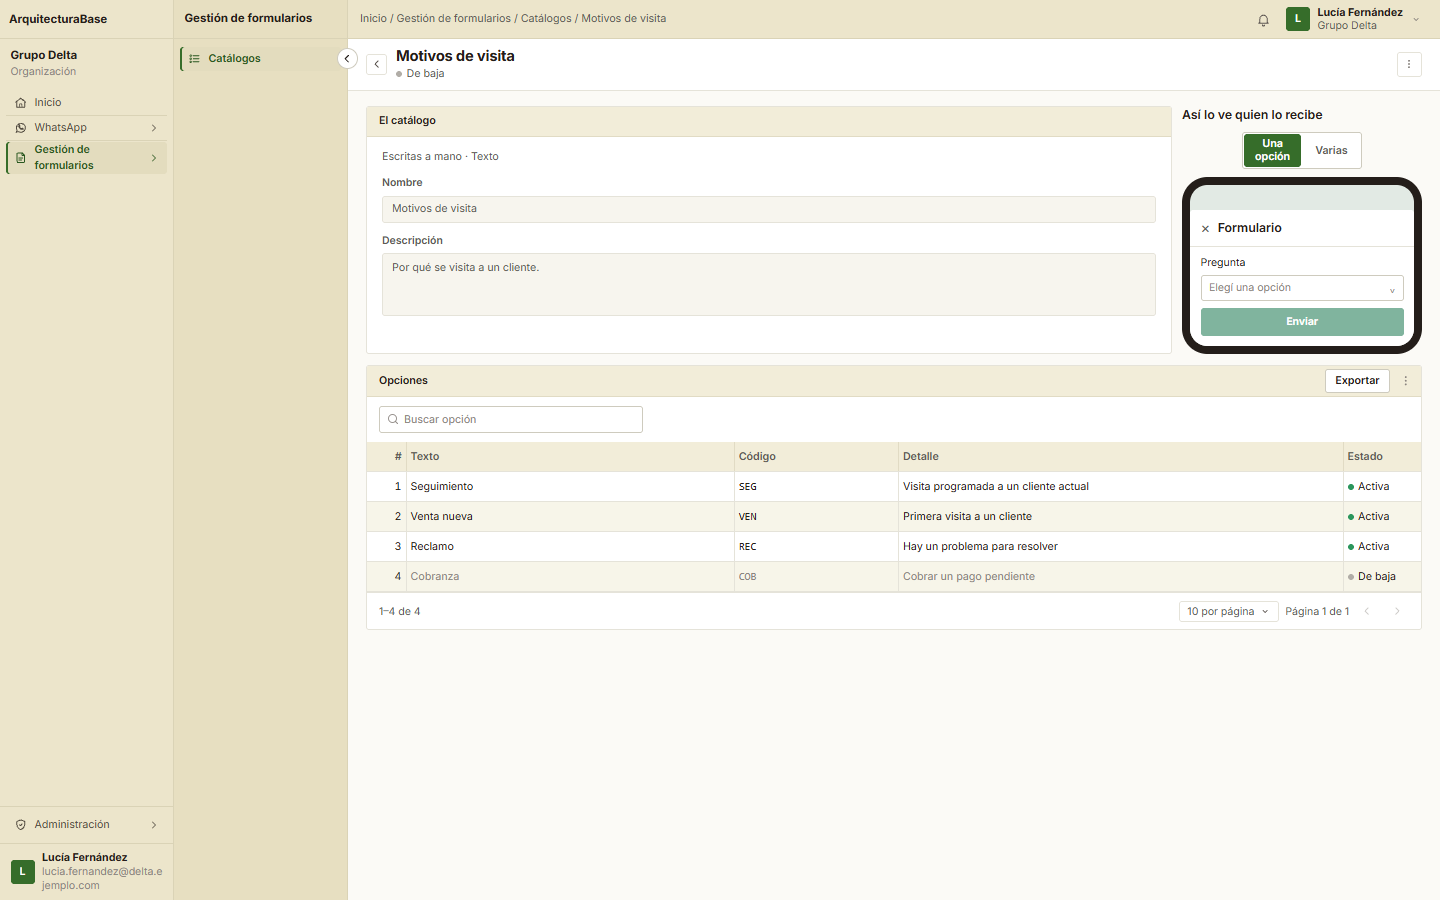 ArquitecturaBase
Grupo Delta
Organización
Inicio
WhatsApp
Gestión de
formularios
Administración
L
Lucía Fernández
lucia.fernandez@delta.e
jemplo.com
Gestión de formularios
Catálogos
Inicio / Gestión de formularios / Catálogos / Motivos de visita
L
Lucía Fernández
Grupo Delta
Motivos de visita
De baja
El catálogo
Escritas a mano · Texto
Nombre
Motivos de visita
Descripción
Por qué se visita a un cliente.
Así lo ve quien lo recibe
Una
opción
Varias
× Formulario
Pregunta
Elegí una opción
Enviar
Opciones
Exportar
Buscar opción
# Texto Código Detalle Estado
1 Seguimiento SEG Visita programada a un cliente actual Activa
2 Venta nueva VEN Primera visita a un cliente Activa
3 Reclamo REC Hay un problema para resolver Activa
4 Cobranza COB Cobrar un pago pendiente De baja
1–4 de 4
10 por página
Página 1 de 1